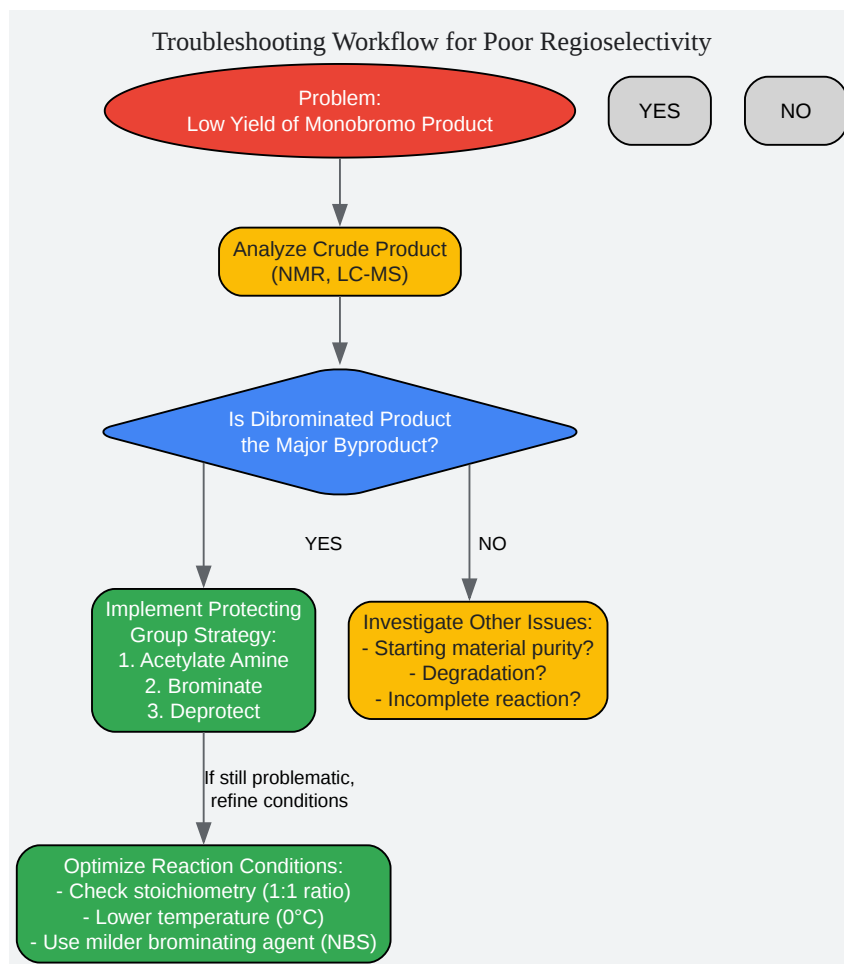 Troubleshooting Workflow for Poor Regioselectivity
Problem:
Low Yield of Monobromo Product
YES
NO
Analyze Crude Product
(NMR, LC-MS)
Is Dibrominated Product
the Major Byproduct?
YES
NO
Implement Protecting
Group Strategy:
1. Acetylate Amine
2. Brominate
3. Deprotect
Investigate Other Issues:
- Starting material purity?
- Degradation?
- Incomplete reaction?
If still problematic,
refine conditions
Optimize Reaction Conditions:
- Check stoichiometry (1:1 ratio)
- Lower temperature (0°C)
- Use milder brominating agent (NBS)